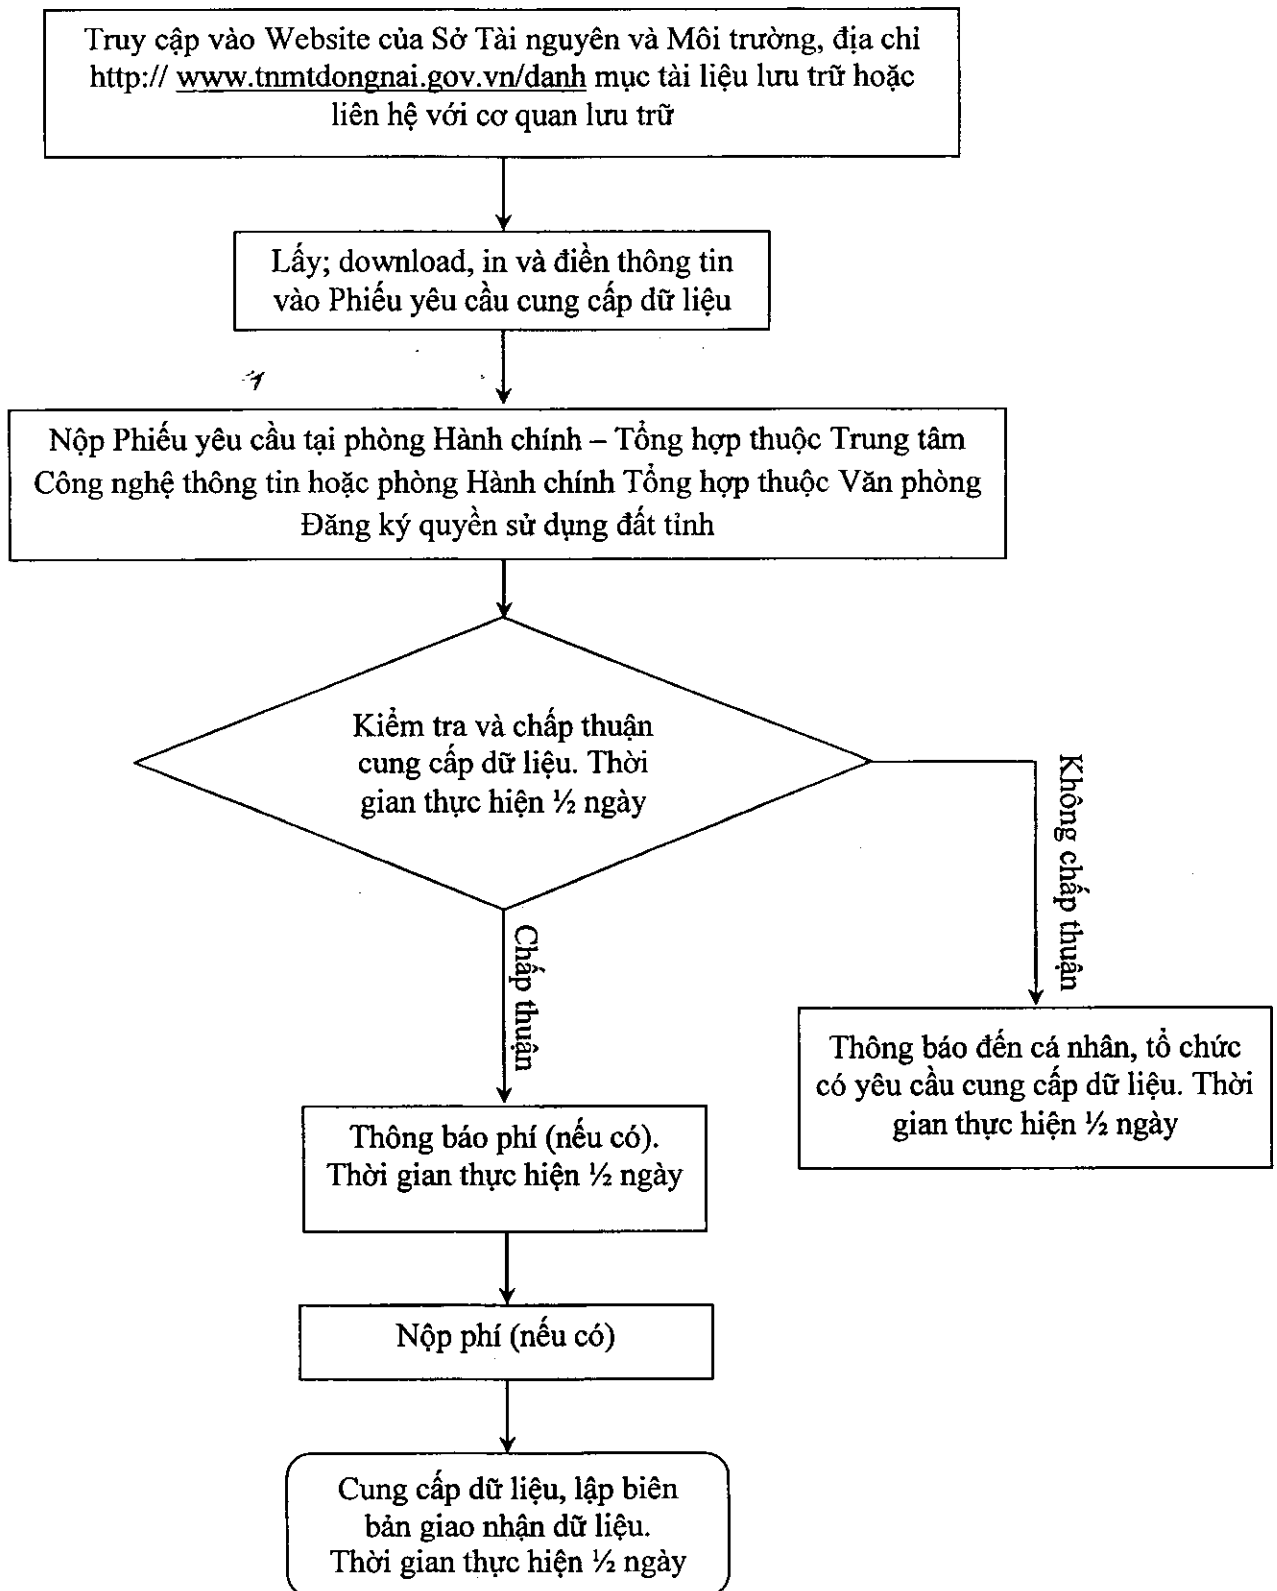 Truy cập vào Website của Sở Tài nguyên và Môi trường, địa chỉ
http:// www.tnmtdongnai.gov.vn/danh mục tài liệu lưu trữ hoặc
liên hệ với cơ quan lưu trữ
Lấy; download, in và điền thông tin
vào Phiếu yêu cầu cung cấp dữ liệu
Nộp Phiếu yêu cầu tại phòng Hành chính – Tổng hợp thuộc Trung tâm
Công nghệ thông tin hoặc phòng Hành chính Tổng hợp thuộc Văn phòng
Đăng ký quyền sử dụng đất tỉnh
Kiểm tra và chấp thuận
cung cấp dữ liệu. Thời
gian thực hiện ½ ngày
Không chấp thuận
Chấp thuận
Thông báo đến cá nhân, tổ chức
có yêu cầu cung cấp dữ liệu. Thời
gian thực hiện ½ ngày
Thông báo phí (nếu có).
Thời gian thực hiện ½ ngày
Nộp phí (nếu có)
Cung cấp dữ liệu, lập biên
bản giao nhận dữ liệu.
Thời gian thực hiện ½ ngày